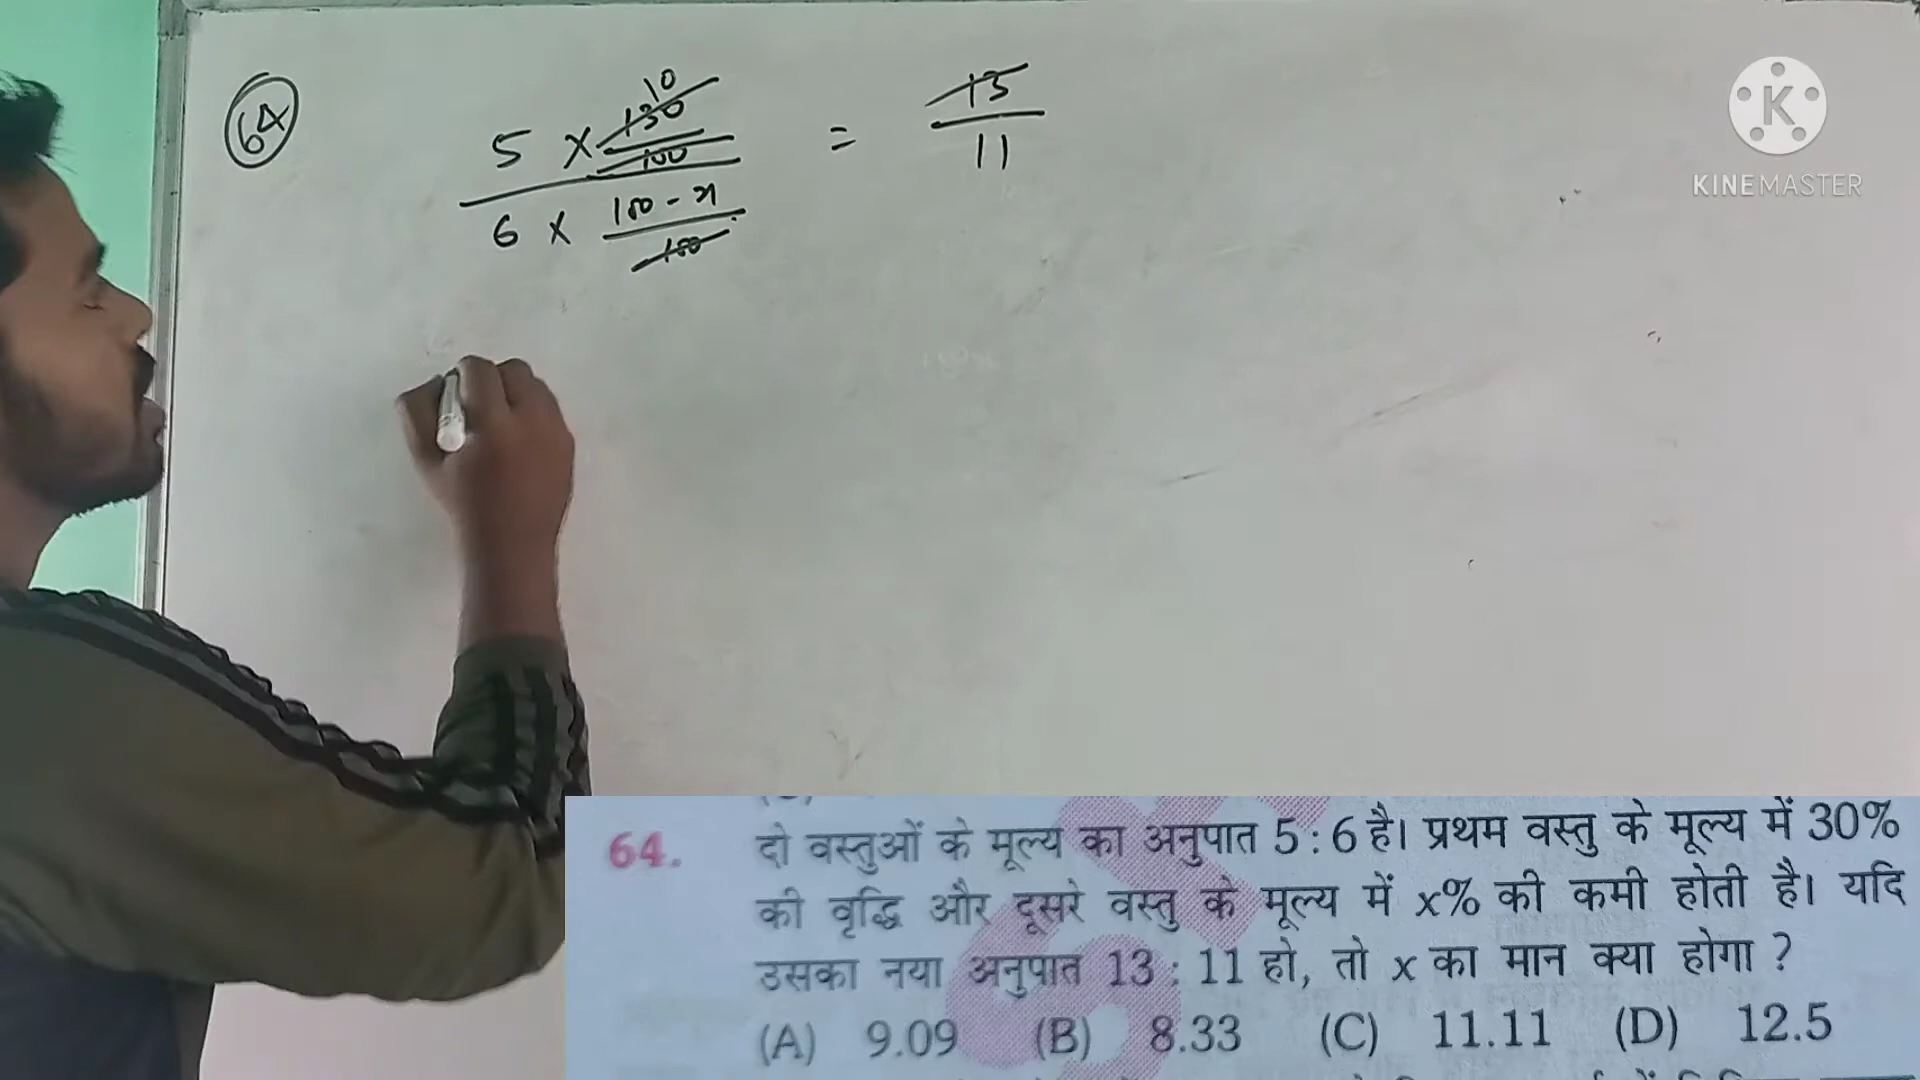 64
10
5 × 130/100 = 13/11
6 × 100 - x/100
KINEMASTER
64. दो वस्तुओं के मूल्य का अनुपात 5 : 6 है। प्रथम वस्तु के मूल्य में 30%
की वृद्धि और दूसरे वस्तु के मूल्य में x% की कमी होती है। यदि
उसका नया अनुपात 13 : 11 हो, तो x का मान क्या होगा ?
(A) 9.09 (B) 8.33 (C) 11.11 (D) 12.5